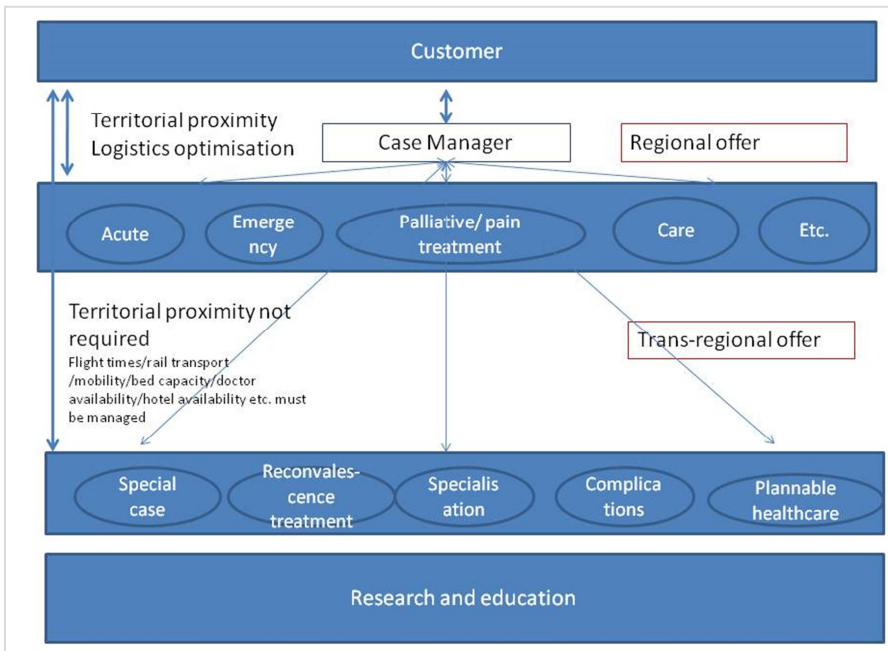 Customer
Territorial proximity
Logistics optimisation
Case Manager
Regional offer
Acute
Emerge
ncy
Palliative/ pain
treatment
Care
Etc.
Territorial proximity not
required
Flight times/rail transport
/mobility/bed capacity/doctor
availability/hotel availability etc. must
be managed
Trans-regional offer
Special
case
Reconvales-
cence
treatment
Specialis
ation
Complica
tions
Plannable
healthcare
Research and education